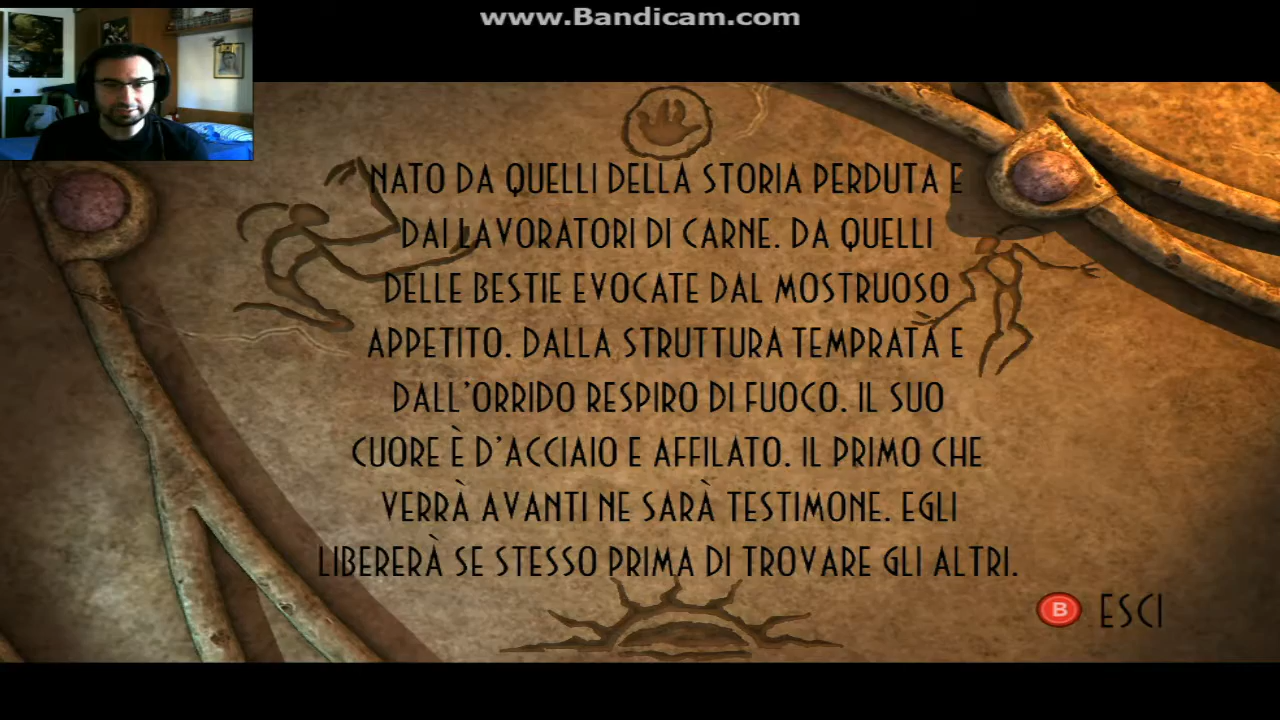 www.Bandicam.com
NATO DA QUELLI DELLA STORIA PERDUTA E
DAI LAVORATORI DI CARNE. DA QUELLI
DELLE BESTIE EVOCATE DAL MOSTRUOSO
APPETITO. DALLA STRUTTURA TEMPRATA E
DALL'ORRIDO RESPIRO DI FUOCO. IL SUO
CUORE È D'ACCIAIO E AFFILATO. IL PRIMO CHE
VERRÀ AVANTI NE SARÀ TESTIMONE. EGLI
LIBERERÀ SE STESSO PRIMA DI TROVARE GLI ALTRI.
B ESCI